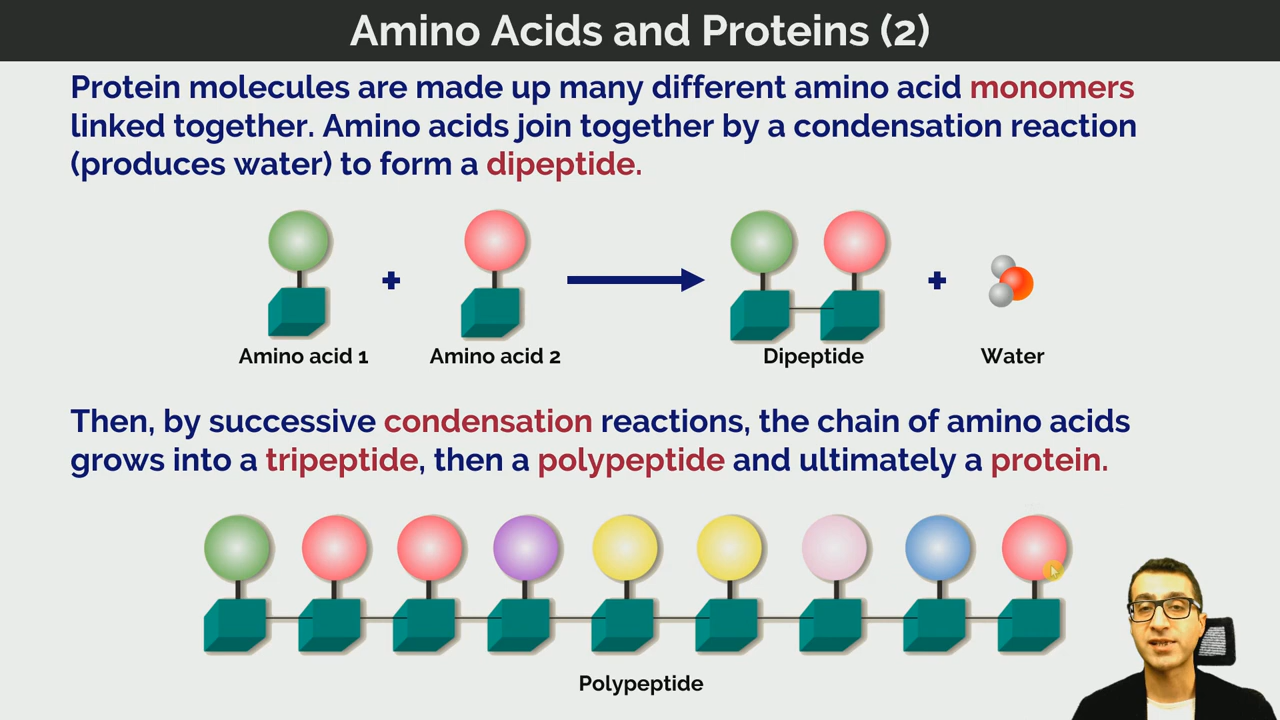 Amino Acids and Proteins (2)
Protein molecules are made up many different amino acid monomers
linked together. Amino acids join together by a condensation reaction
(produces water) to form a dipeptide.
+
+
Amino acid 1
Amino acid 2
Dipeptide
Water
Then, by successive condensation reactions, the chain of amino acids
grows into a tripeptide, then a polypeptide and ultimately a protein.
Polypeptide